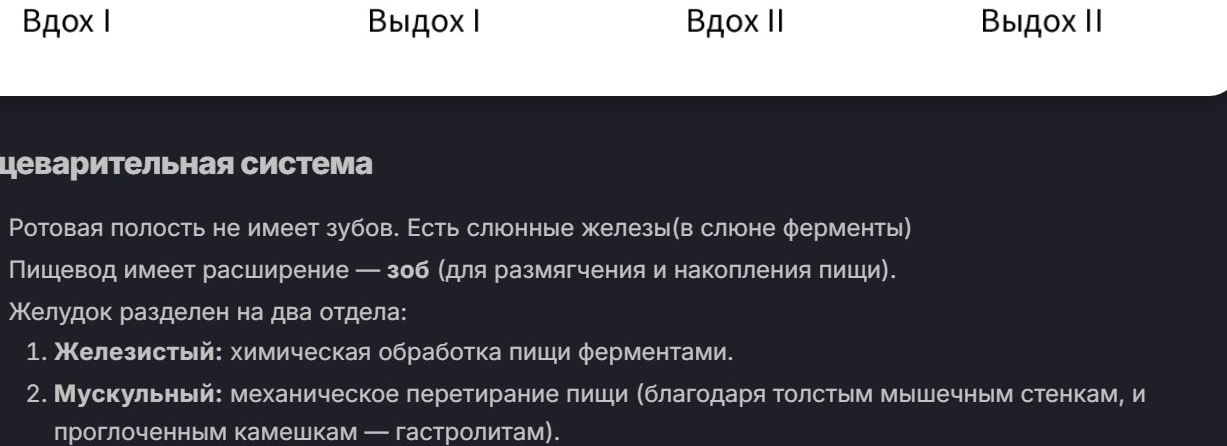 Вдох I Выдох I Вдох II Выдох II
щеварительная система
Ротовая полость не имеет зубов. Есть слюнные железы(в слюне ферменты)
Пищевод имеет расширение — зоб (для размягчения и накопления пищи).
Желудок разделен на два отдела:
1. Железистый: химическая обработка пищи ферментами.
2. Мускульный: механическое перетирание пищи (благодаря толстым мышечным стенкам, и
проглоченным камешкам — гастролитам).